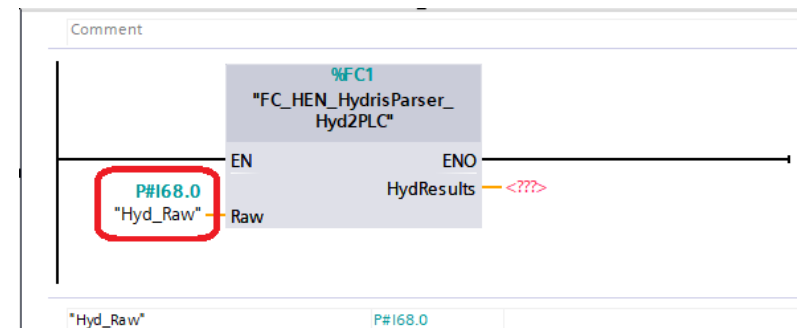 Comment
%FC1
"FC_HEN_HydrisParser_
Hyd2PLC"
EN ENO
P#I68.0 HydResults <???>
"Hyd_Raw" Raw
"Hyd_Raw" P#I68.0